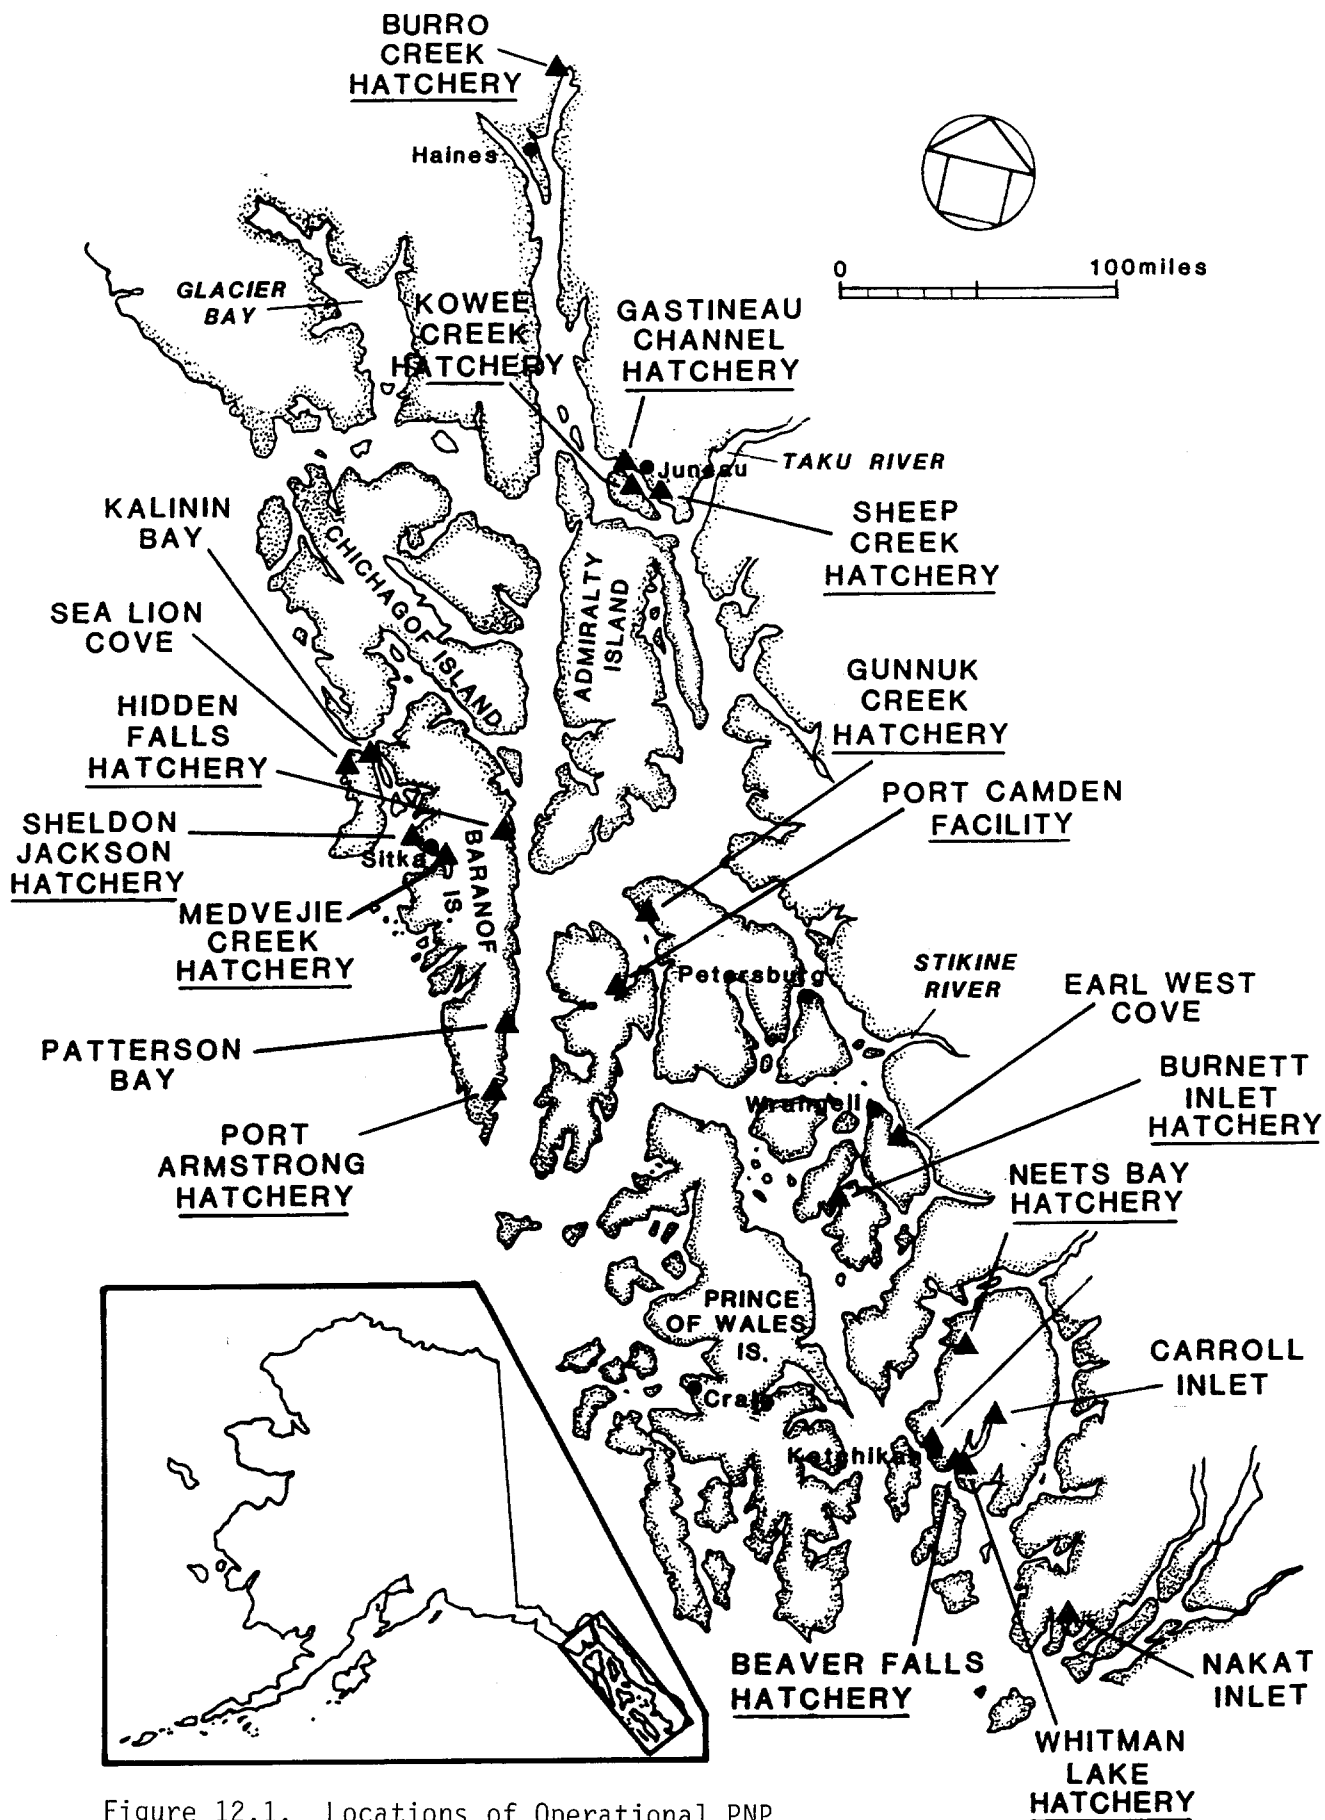 BURRO
CREEK
HATCHERY
Haines
0 100miles
GLACIER
BAY
KOWEE
CREEK
HATCHERY
GASTINEAU
CHANNEL
HATCHERY
Juneau
TAKU RIVER
KALININ
BAY
SHEEP
CREEK
HATCHERY
CHICHAGOF ISLAND
ADMIRALTY
ISLAND
SEA LION
COVE
GUNNUK
CREEK
HATCHERY
HIDDEN
FALLS
HATCHERY
PORT CAMDEN
FACILITY
SHELDON
JACKSON
HATCHERY
Sitka
BARANOF
IS.
MEDVEJIE
CREEK
HATCHERY
Petersburg
STIKINE
RIVER
EARL WEST
COVE
PATTERSON
BAY
BURNETT
INLET
HATCHERY
Wrangell
PORT
ARMSTRONG
HATCHERY
NEETS BAY
HATCHERY
PRINCE
OF WALES
IS.
CARROLL
INLET
Craig
Ketchikan
BEAVER FALLS
HATCHERY
NAKAT
INLET
WHITMAN
LAKE
HATCHERY
Figure 12.1. Locations of Operational PNP